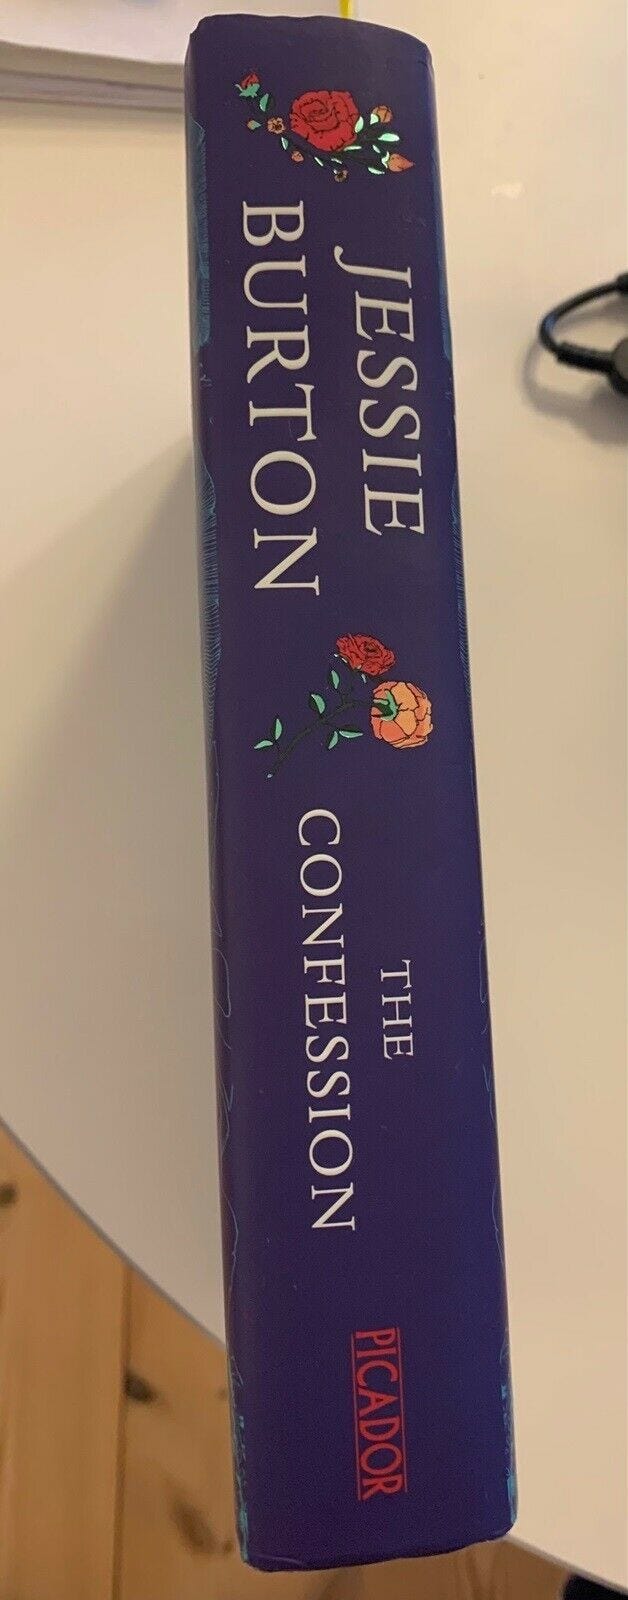 JESSIE
BURTON
THE
CONFESSION
PICADOR